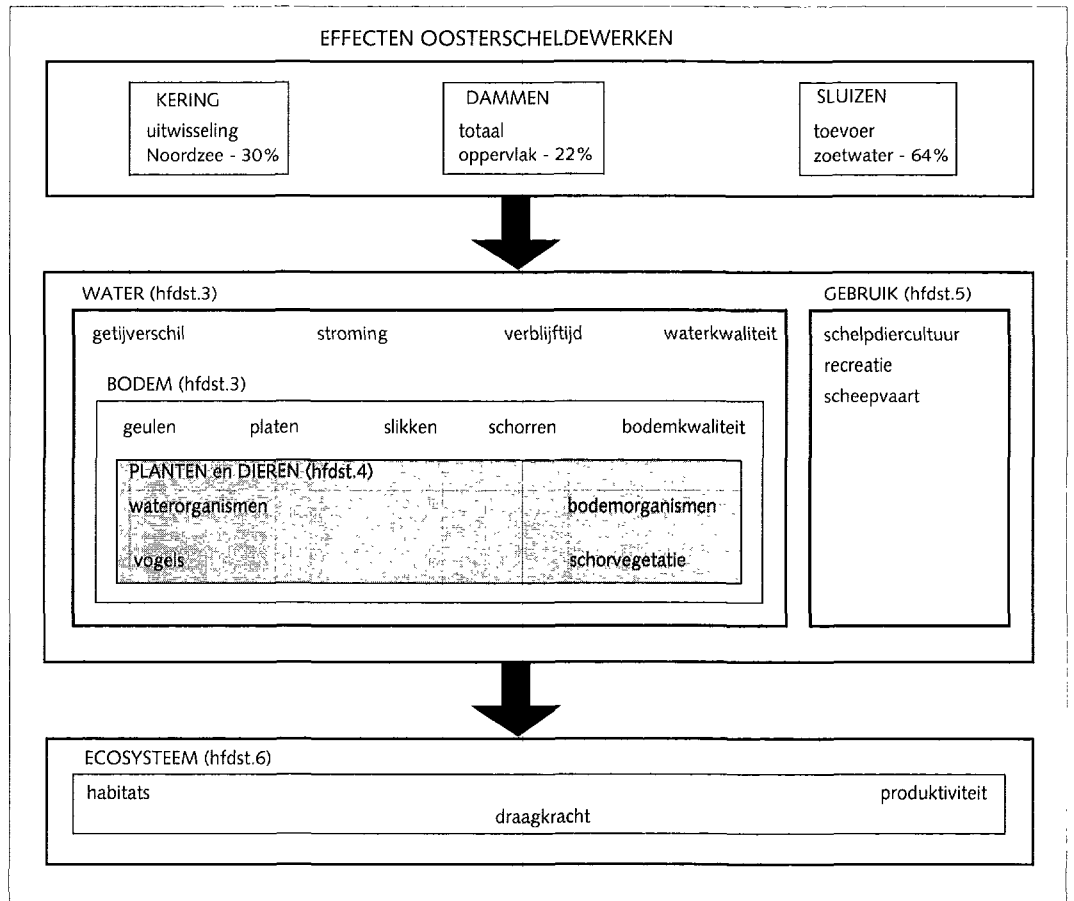 EFFECTEN OOSTERSCHELDEWERKEN
KERING
uitwisseling
Noordzee - 30%
DAMMEN
totaal
oppervlak - 22%
SLUIZEN
toevoer
zoetwater - 64%
WATER (hfdst.3)
getijverschil stroming verblijftijd waterkwaliteit
BODEM (hfdst.3)
geulen platen slikken schorren bodemkwaliteit
PLANTEN en DIEREN (hfdst.4)
waterorganismen bodemorganismen
vogels schorvegetatie
GEBRUIK (hfdst.5)
schelpdiercultuur
recreatie
scheepvaart
ECOSYSTEEM (hfdst.6)
habitats produktiviteit
draagkracht